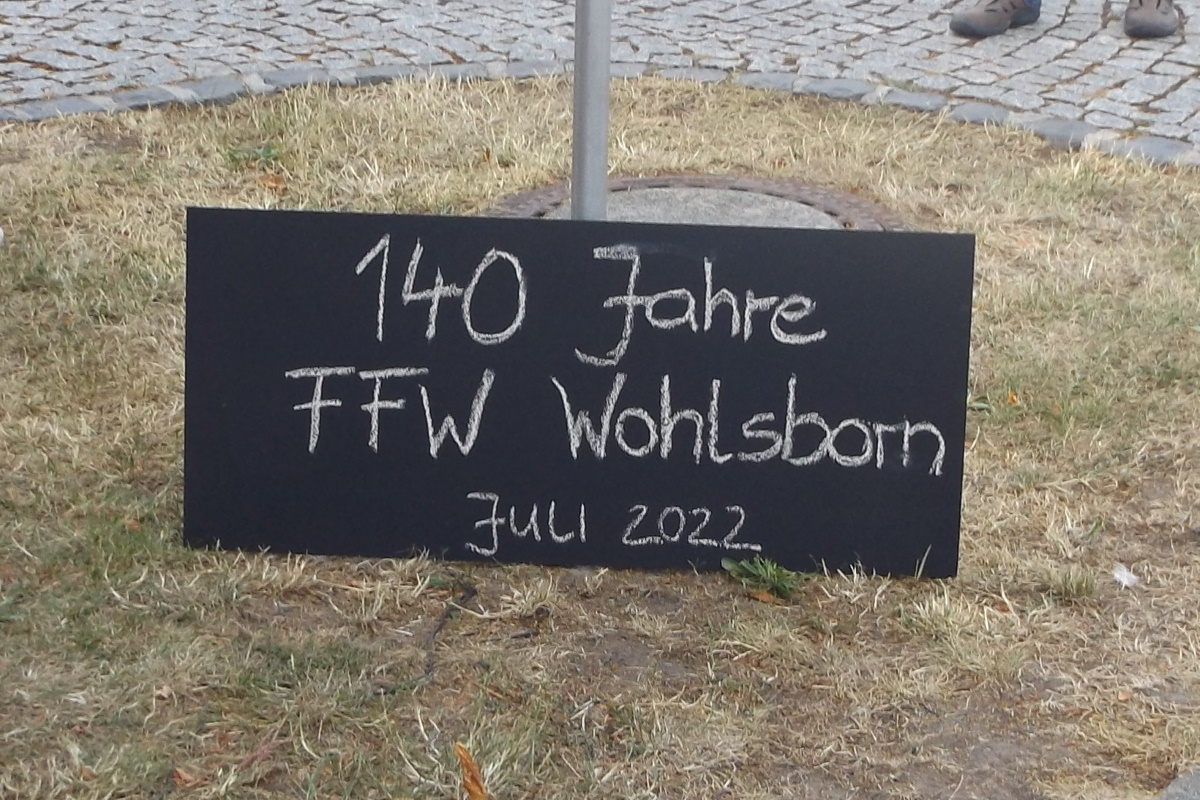 140 Jahre
FFW Wohlsborn
Juli 2022